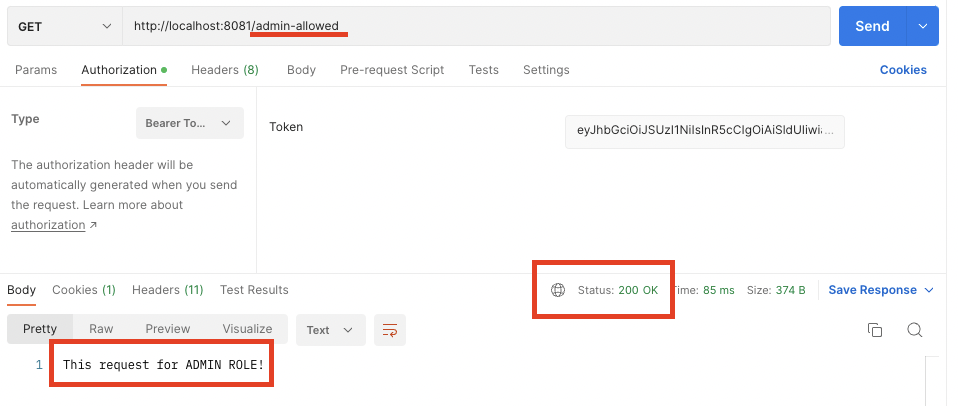 GET http://localhost:8081/admin-allowed Send
Params Authorization Headers (8) Body Pre-request Script Tests Settings Cookies
Type Bearer To...
Token eyJhbGciOiJSUzI1NiIsInR5cCIgOiAiSldUIiwia...
The authorization header will be
automatically generated when you send
the request. Learn more about
authorization ↗
Body Cookies (1) Headers (11) Test Results Status: 200 OK Time: 85 ms Size: 374 B Save Response
Pretty Raw Preview Visualize Text
1 This request for ADMIN ROLE!